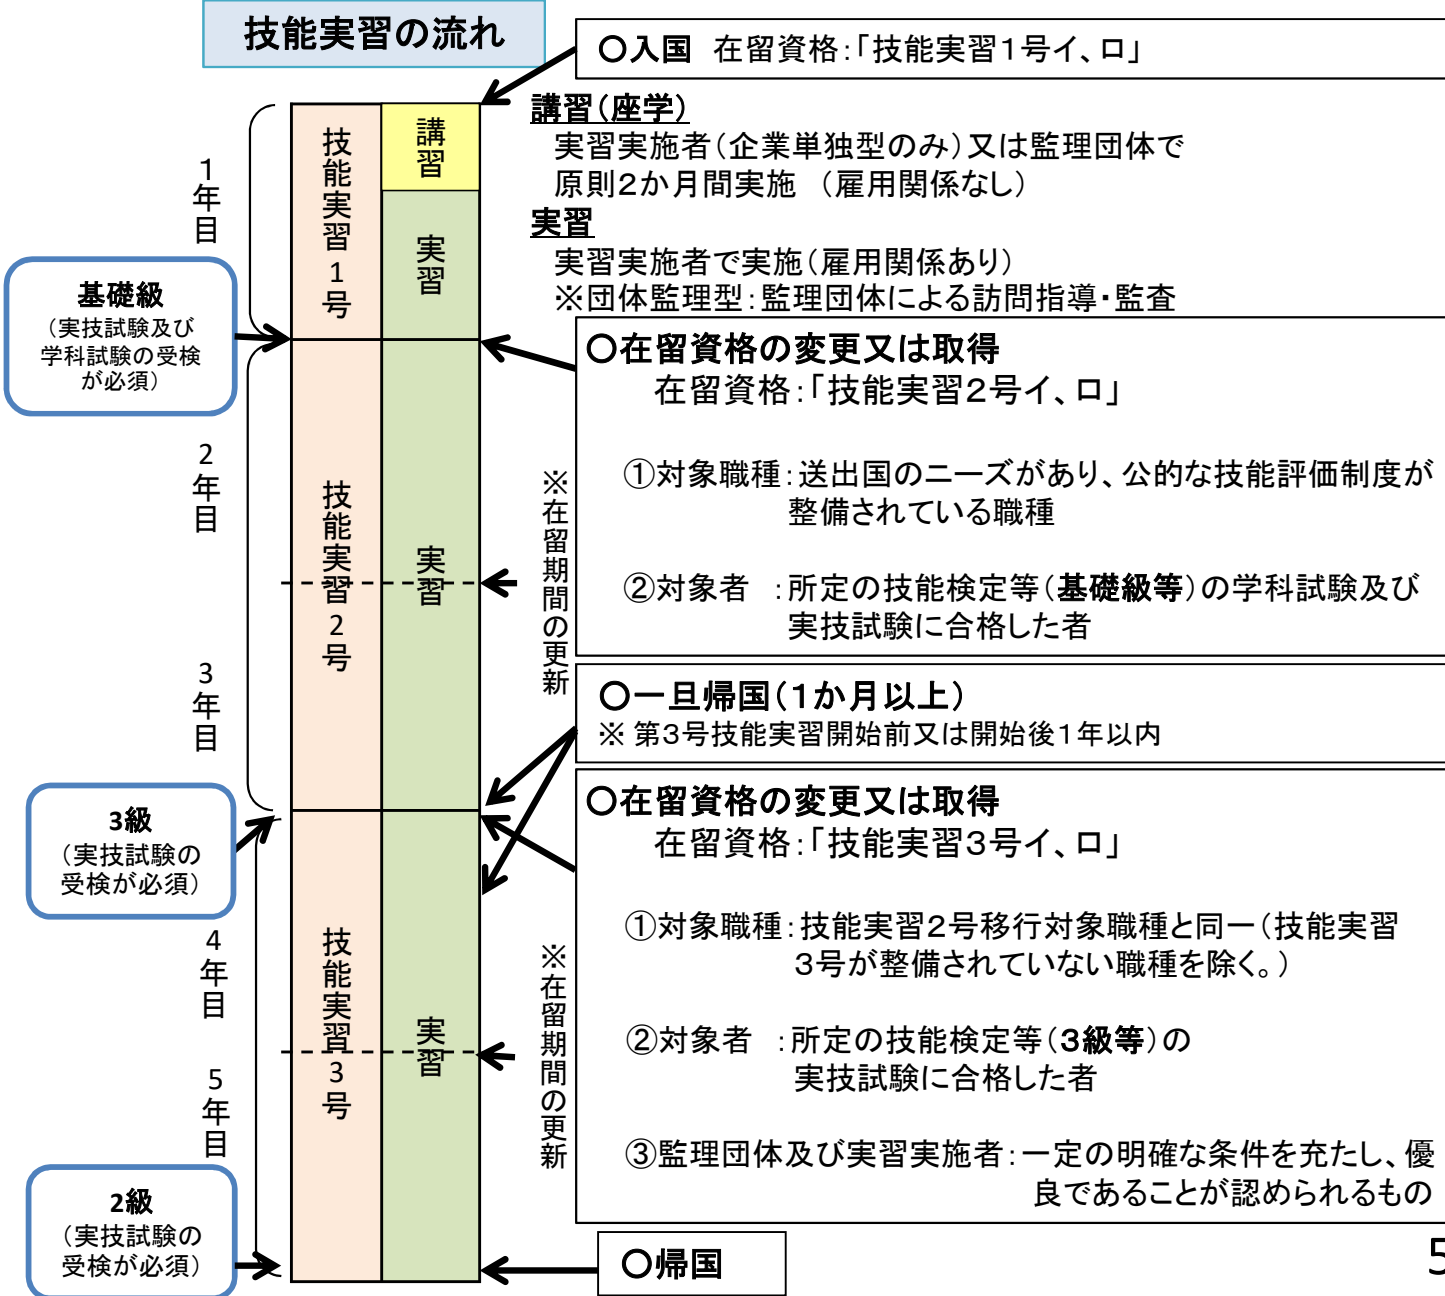 技能実習の流れ
○入国 在留資格：「技能実習１号イ、ロ」
講習（座学）
実習実施者（企業単独型のみ）又は監理団体で
原則２か月間実施 （雇用関係なし）
実習
実習実施者で実施（雇用関係あり）
※団体監理型：監理団体による訪問指導・監査
1年目
技能実習1号
講習
実習
基礎級
（実技試験及び
学科試験の受検
が必須）
○在留資格の変更又は取得
在留資格：「技能実習２号イ、ロ」
①対象職種：送出国のニーズがあり、公的な技能評価制度が
整備されている職種
②対象者 ：所定の技能検定等（基礎級等）の学科試験及び
実技試験に合格した者
2年目
3年目
技能実習2号
実習
※在留期間の更新
○一旦帰国（１か月以上）
※ 第３号技能実習開始前又は開始後１年以内
3級
（実技試験の
受検が必須）
○在留資格の変更又は取得
在留資格：「技能実習３号イ、ロ」
①対象職種：技能実習２号移行対象職種と同一（技能実習
３号が整備されていない職種を除く。）
②対象者 ：所定の技能検定等（３級等）の
実技試験に合格した者
③監理団体及び実習実施者：一定の明確な条件を充たし、優
良であることが認められるもの
4年目
5年目
技能実習3号
実習
※在留期間の更新
2級
（実技試験の
受検が必須）
○帰国
5